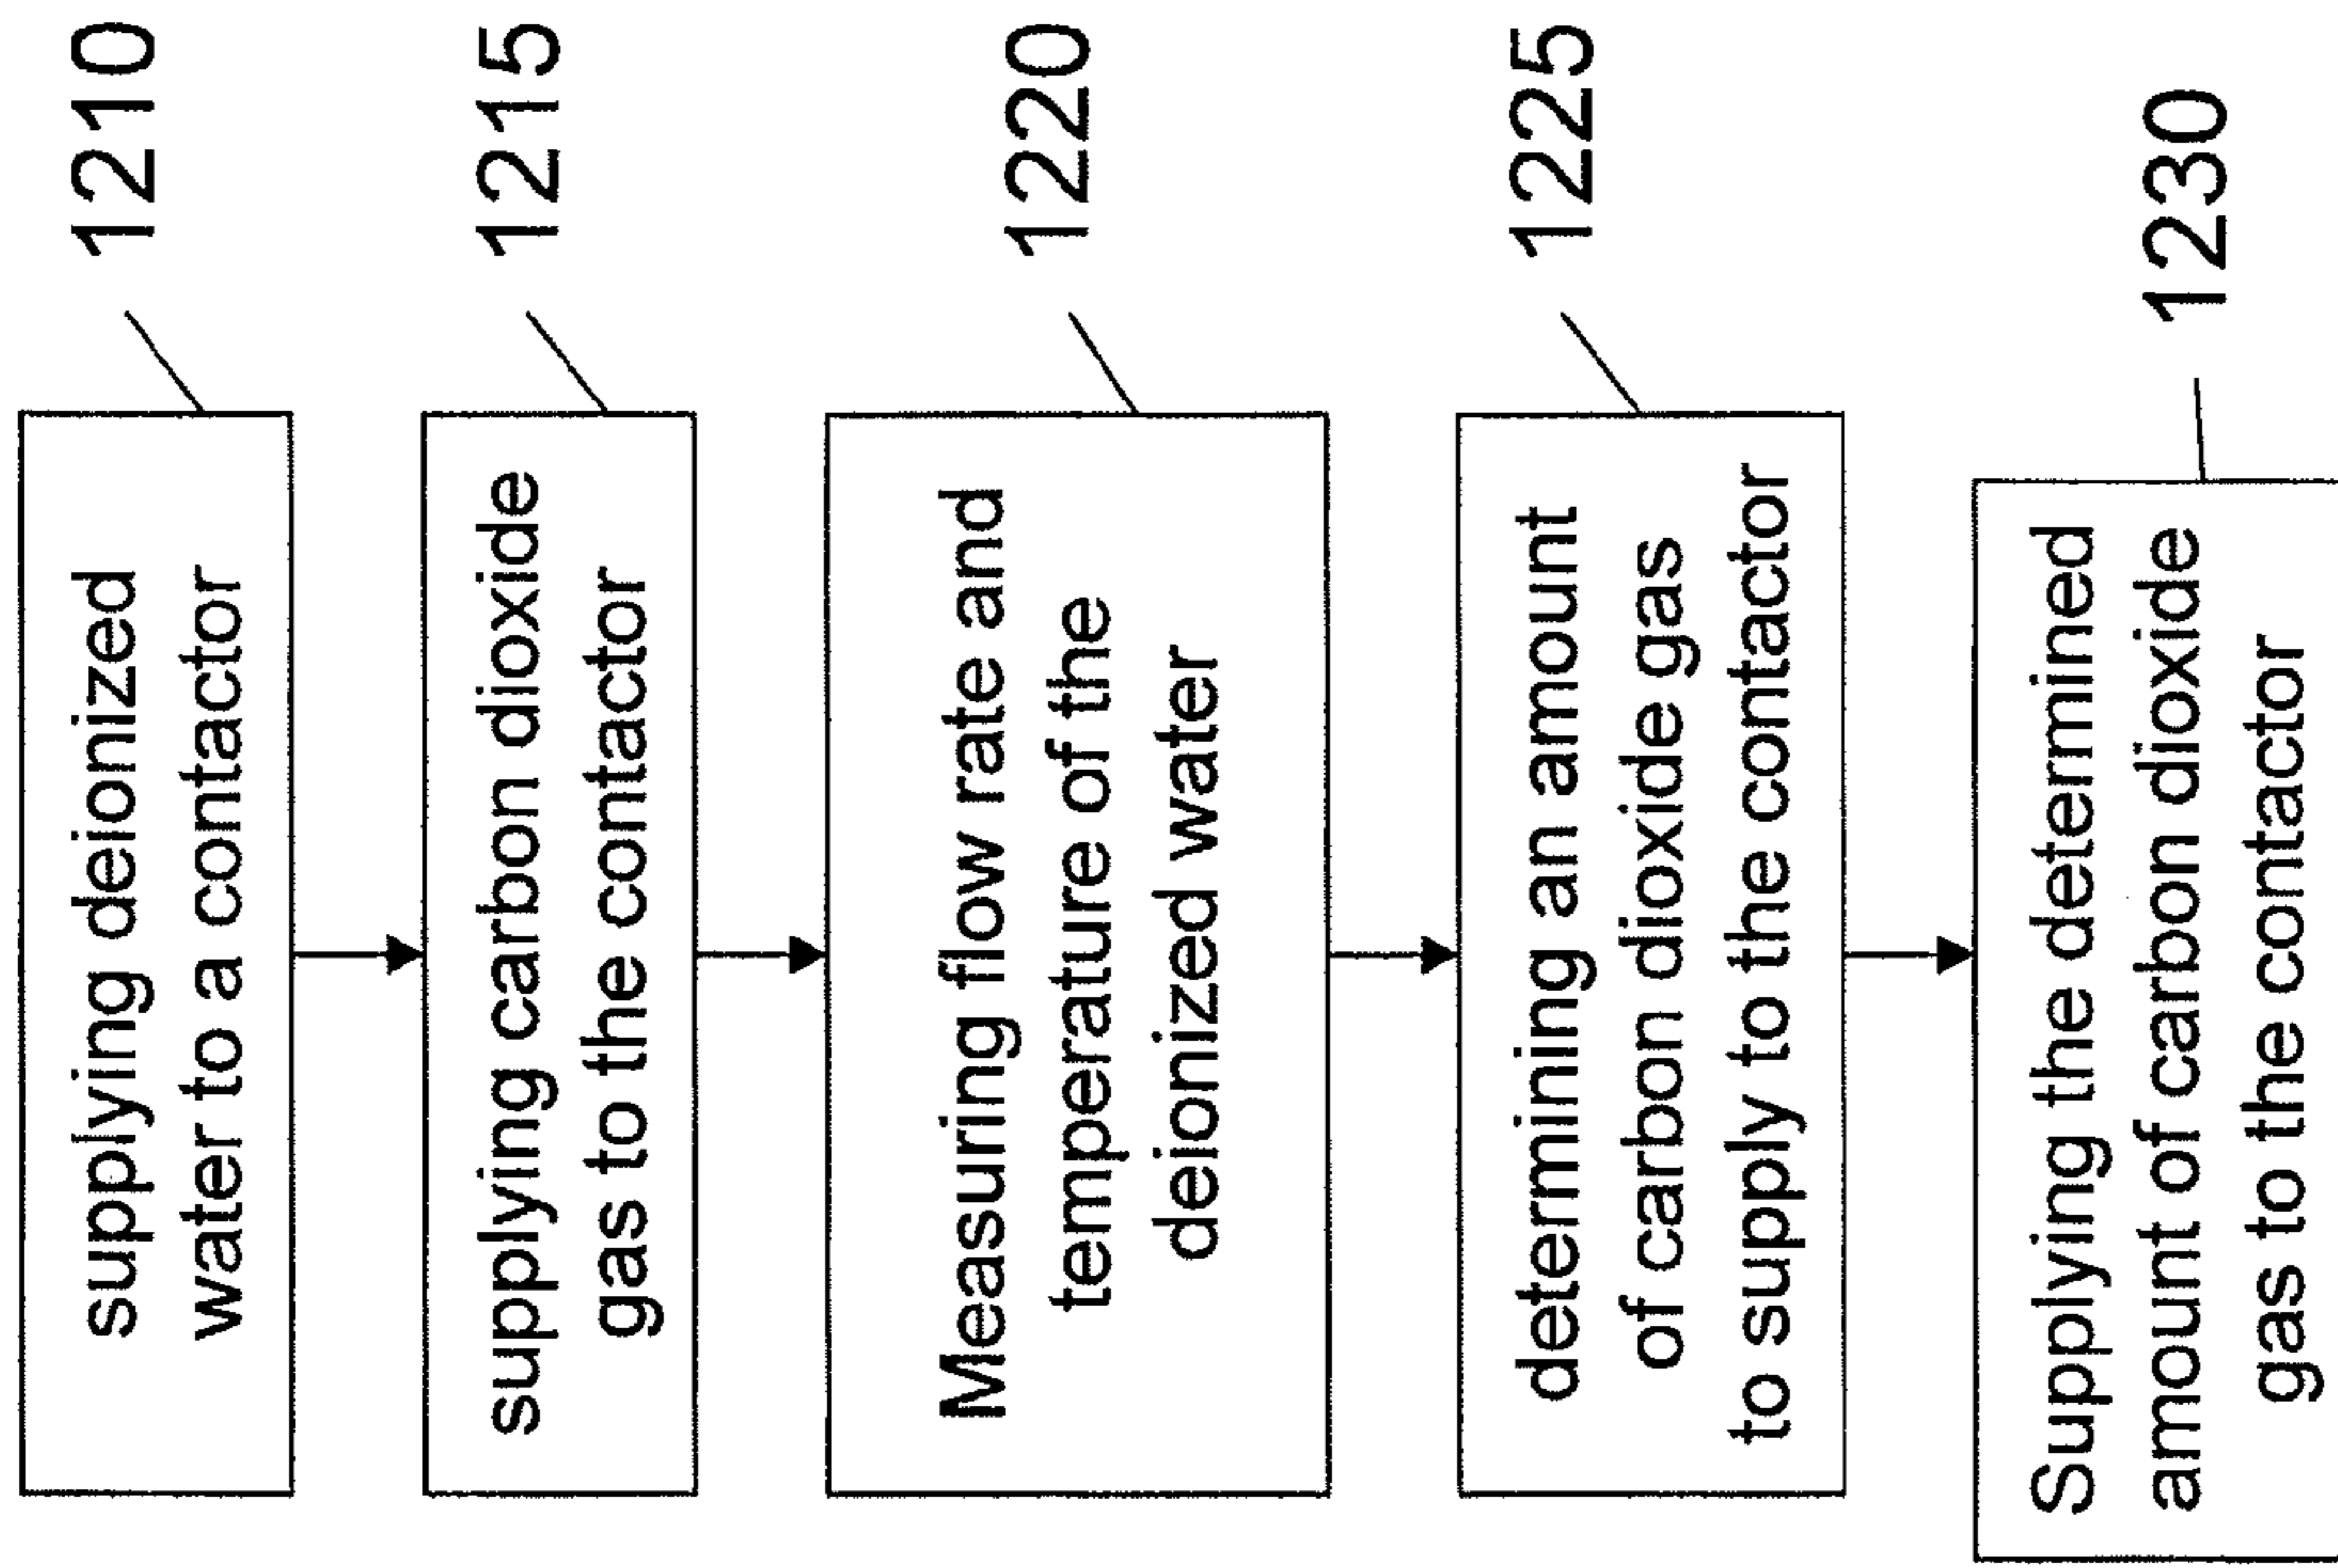 supplying deionized
water to a contactor
1210
supplying carbon dioxide
gas to the contactor
1215
Measuring flow rate and
temperature of the
deionized water
1220
determining an amount
of carbon dioxide gas
to supply to the contactor
1225
Supplying the determined
amount of carbon dioxide
gas to the contactor
1230